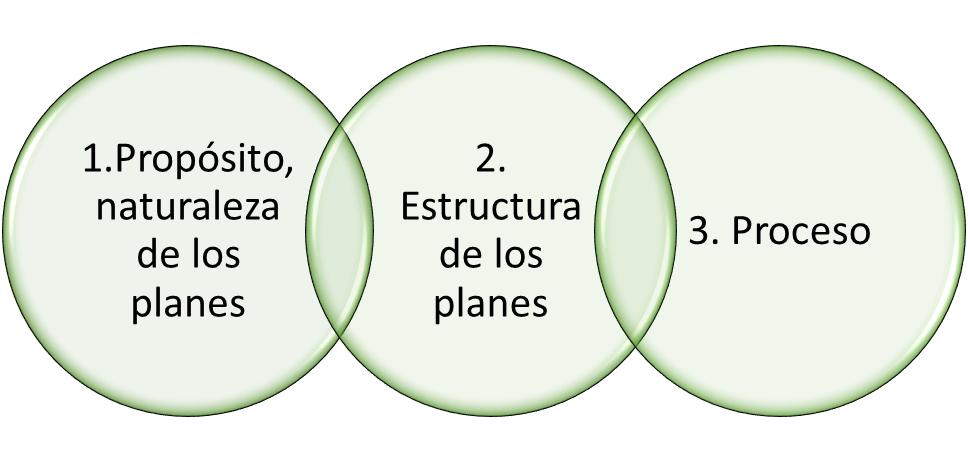 1.Propósito,
naturaleza
de los
planes
2.
Estructura
de los
planes
3. Proceso